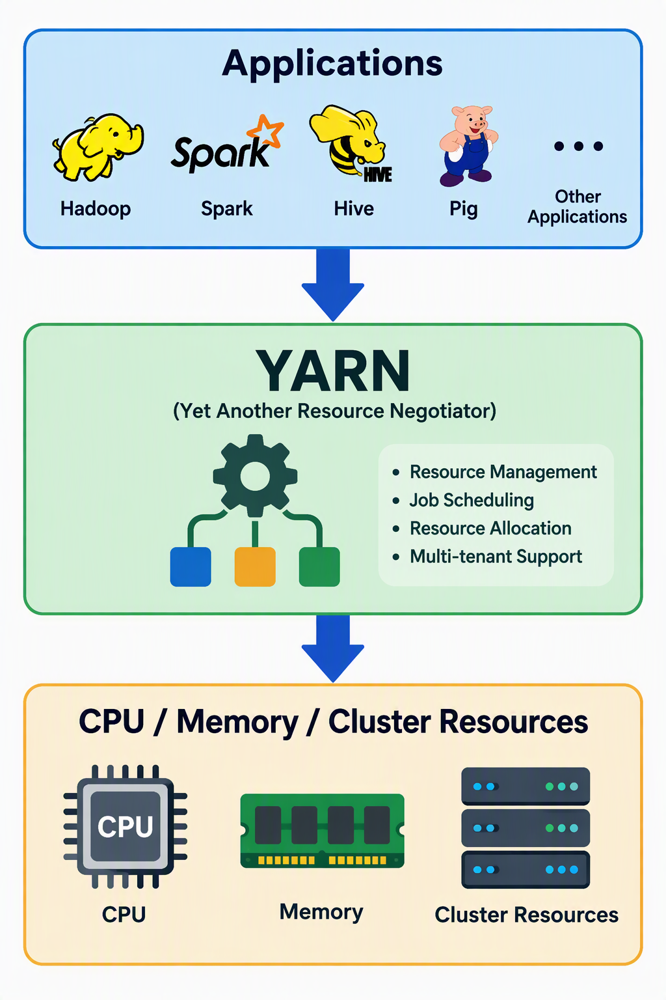 Applications
Spark
HIVE
Hadoop
Spark
Hive
Pig
Other
Applications
YARN
(Yet Another Resource Negotiator)
• Resource Management
• Job Scheduling
• Resource Allocation
• Multi-tenant Support
CPU / Memory / Cluster Resources
CPU
CPU
Memory
Cluster Resources